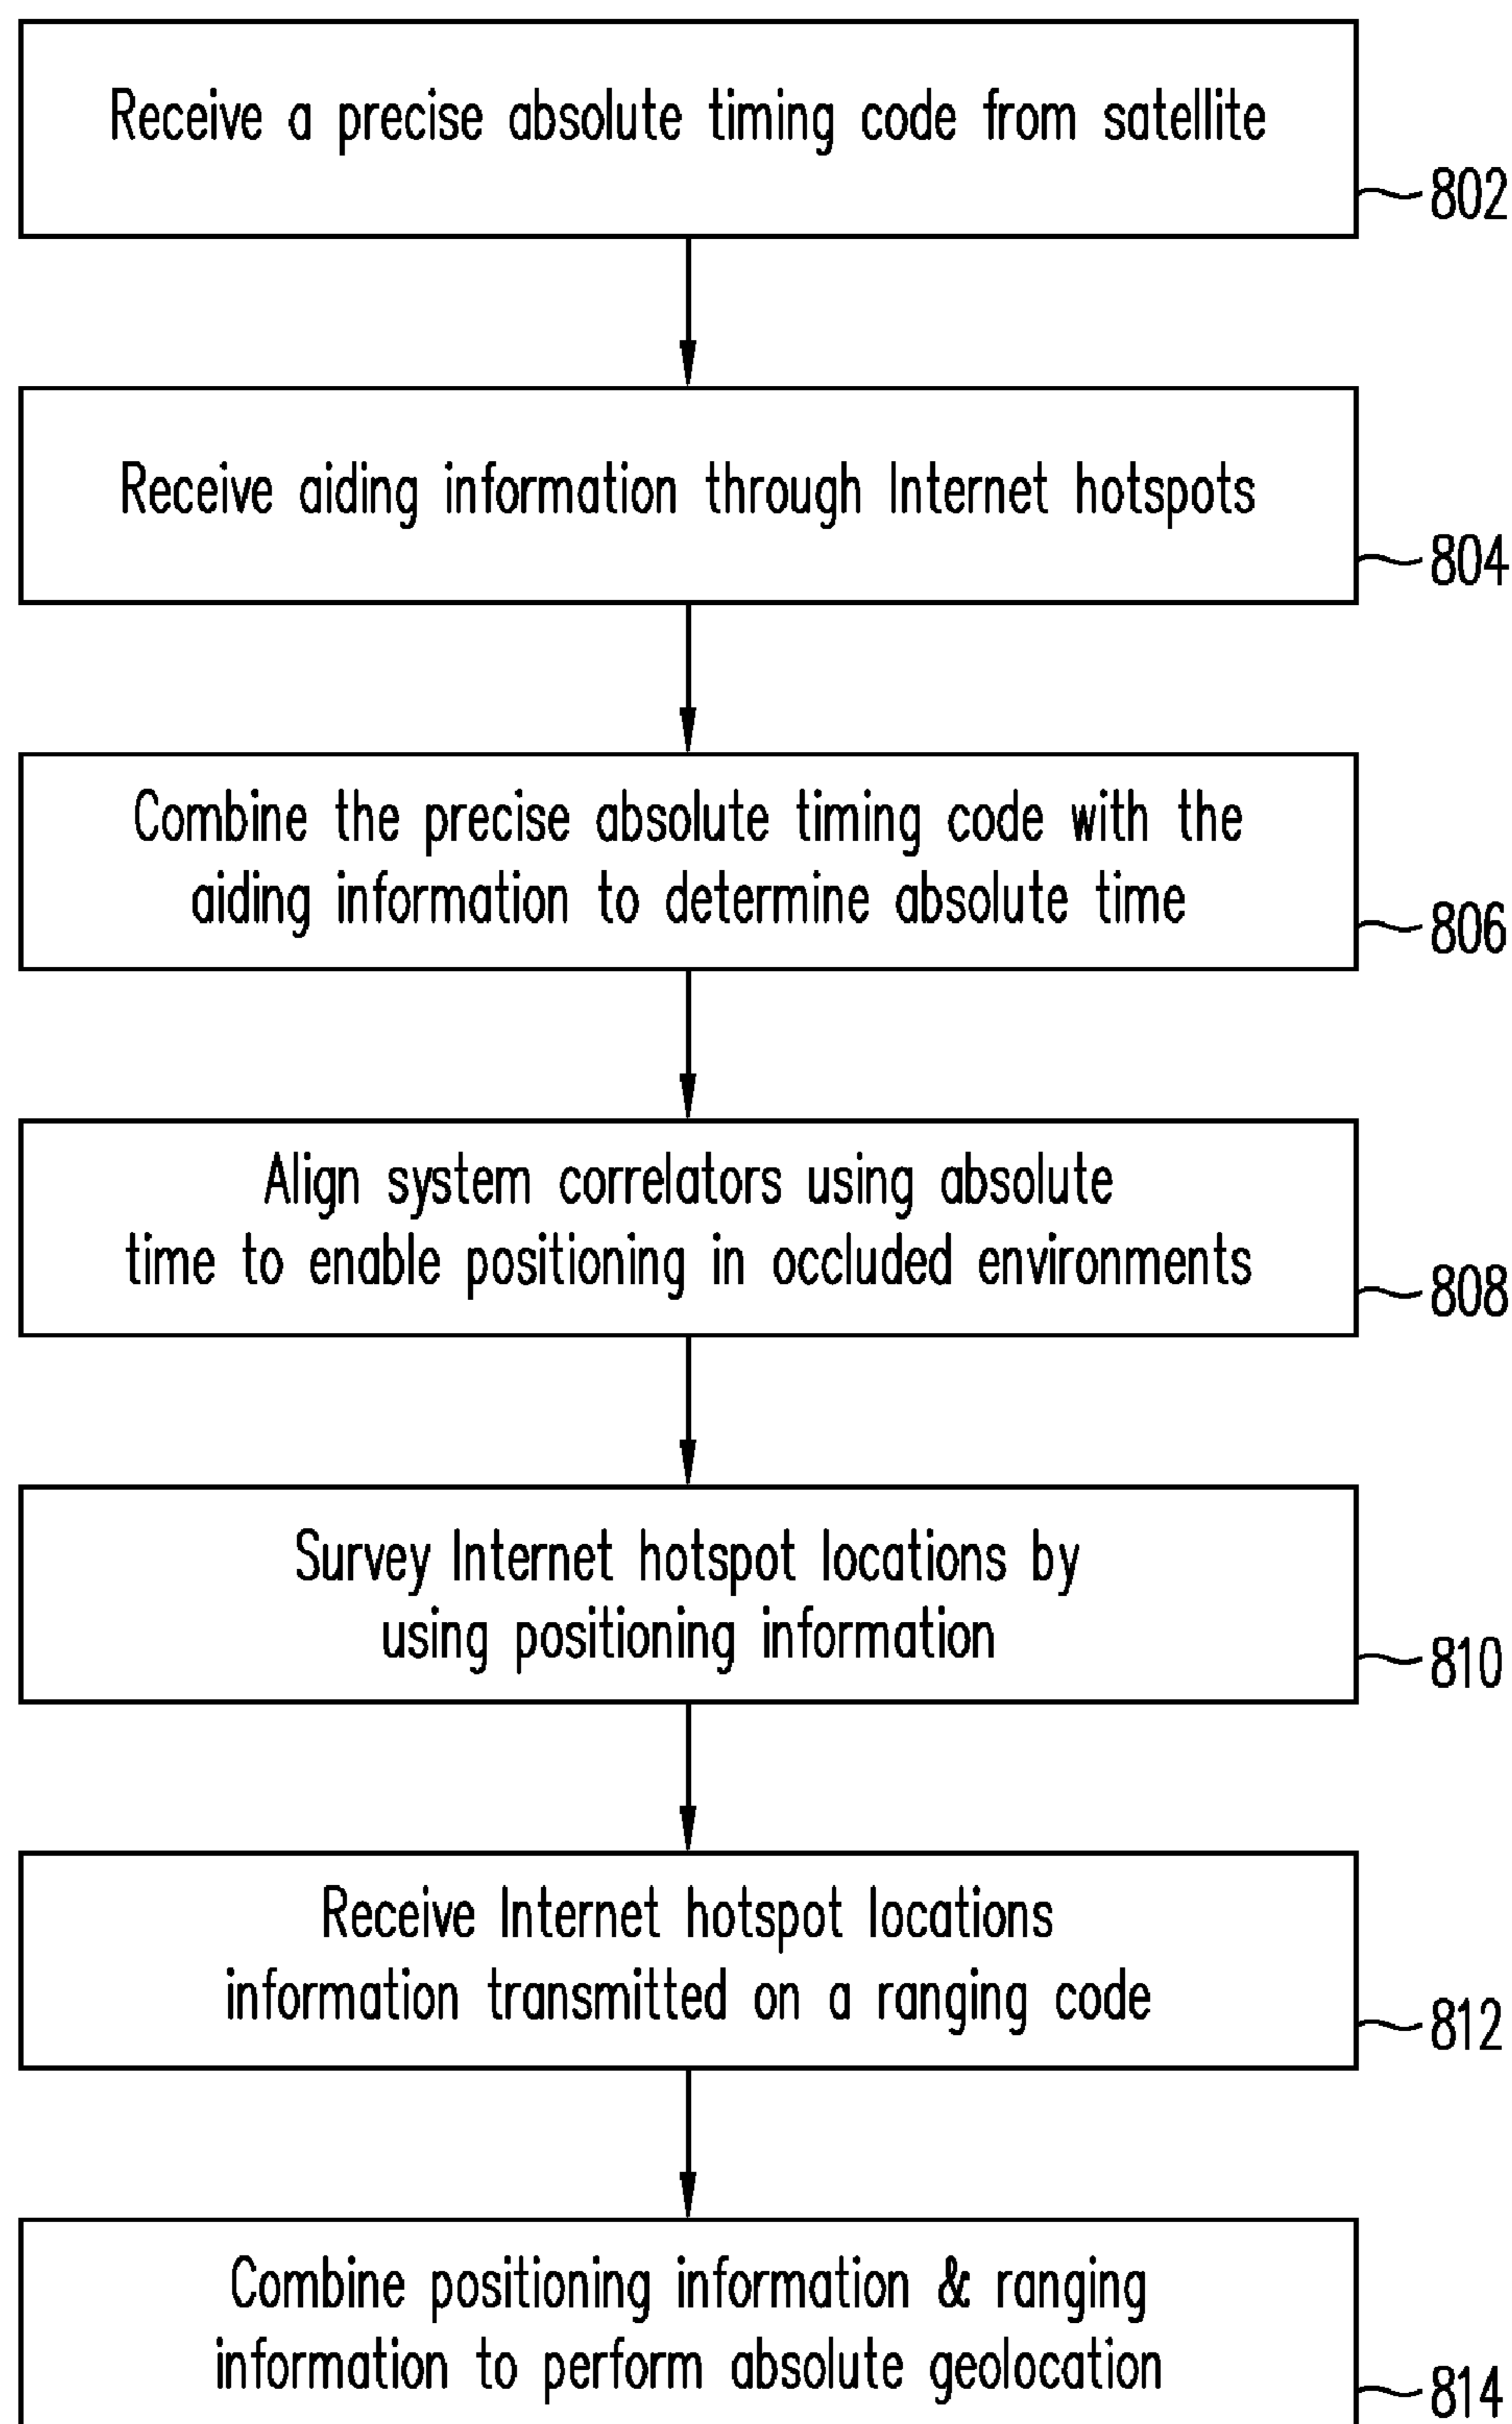 Receive a precise absolute timing code from satellite
802
Receive aiding information through Internet hotspots
804
Combine the precise absolute timing code with the
aiding information to determine absolute time
806
Align system correlators using absolute
time to enable positioning in occluded environments
808
Survey Internet hotspot locations by
using positioning information
810
Receive Internet hotspot locations
information transmitted on a ranging code
812
Combine positioning information & ranging
information to perform absolute geolocation
814